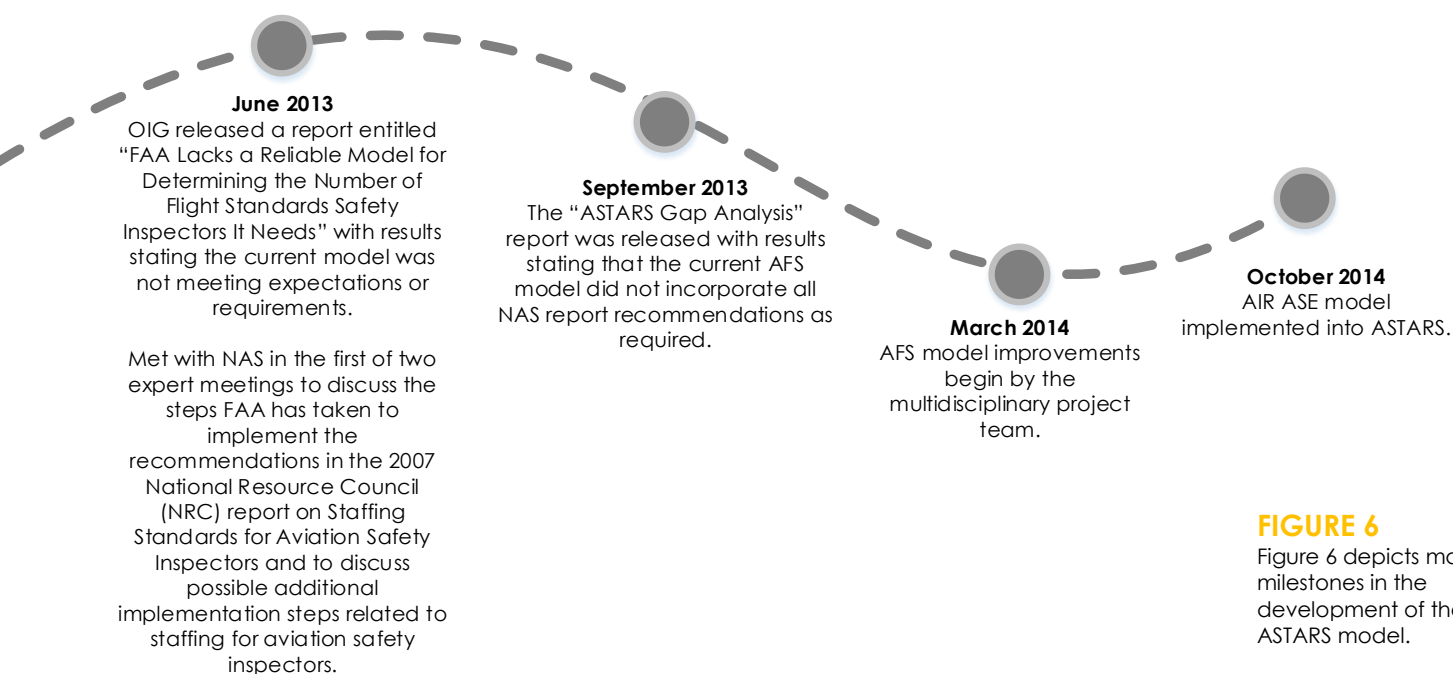 June 2013
OIG released a report entitled
“FAA Lacks a Reliable Model for
Determining the Number of
Flight Standards Safety
Inspectors It Needs” with results
stating the current model was
not meeting expectations or
requirements.
Met with NAS in the first of two
expert meetings to discuss the
steps FAA has taken to
implement the
recommendations in the 2007
National Resource Council
(NRC) report on Staffing
Standards for Aviation Safety
Inspectors and to discuss
possible additional
implementation steps related to
staffing for aviation safety
inspectors.
September 2013
The “ASTARS Gap Analysis”
report was released with results
stating that the current AFS
model did not incorporate all
NAS report recommendations as
required.
March 2014
AFS model improvements
begin by the
multidisciplinary project
team.
October 2014
AIR ASE model
implemented into ASTARS.
FIGURE 6
Figure 6 depicts
milestones in the
development of
ASTARS model.